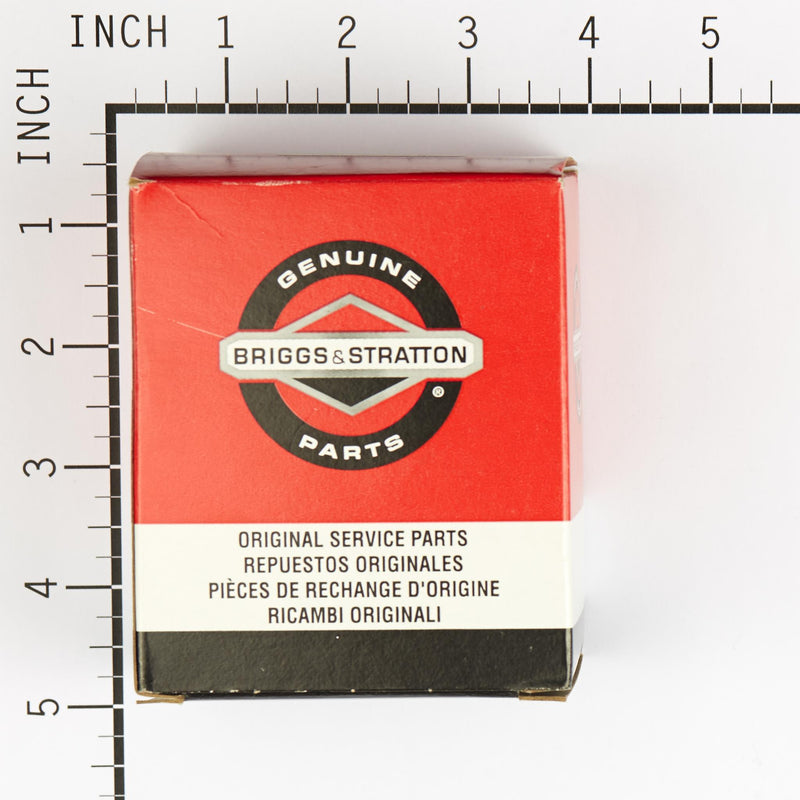 INCH 1 2 3 4 5
INCH
1
2
3
4
5
GENUINE
BRIGGS & STRATTON
®
PARTS
ORIGINAL SERVICE PARTS
REPUESTOS ORIGINALES
PIÈCES DE RECHANGE D'ORIGINE
RICAMBI ORIGINALI